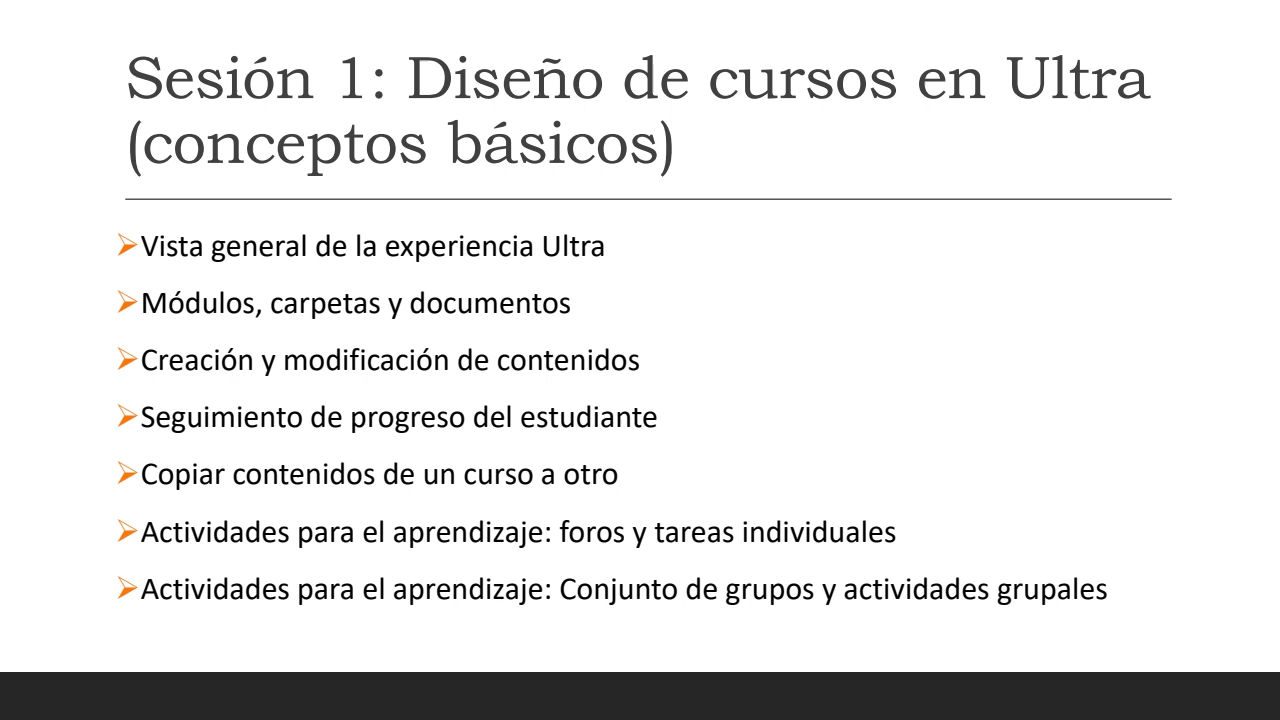 Sesión 1: Diseño de cursos en Ultra
(conceptos básicos)
Vista general de la experiencia Ultra
Módulos, carpetas y documentos
Creación y modificación de contenidos
Seguimiento de progreso del estudiante
Copiar contenidos de un curso a otro
Actividades para el aprendizaje: foros y tareas individuales
Actividades para el aprendizaje: Conjunto de grupos y actividades grupales